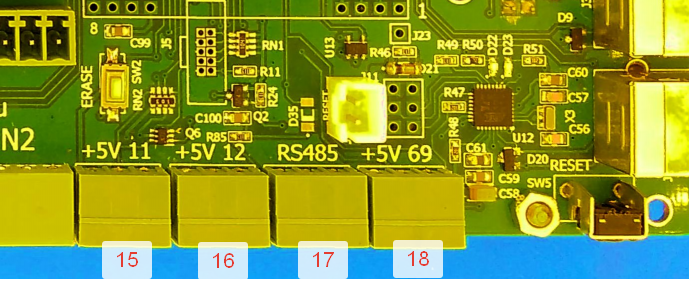 1
8
C99
J5
RN1
U13
R46
J23
D21
R49 R50
D22
D23
R51
D9
C60
C57
X3
C56
ERASE
SW2
RN2
R11
R24
Q2
C100
R85
Q6
D35
RESET
J11
R47
R48
U12
C61
C59
C58
D20
RESET
SW5
N2
+5V 11
+5V 12
RS485
+5V 69
15
16
17
18